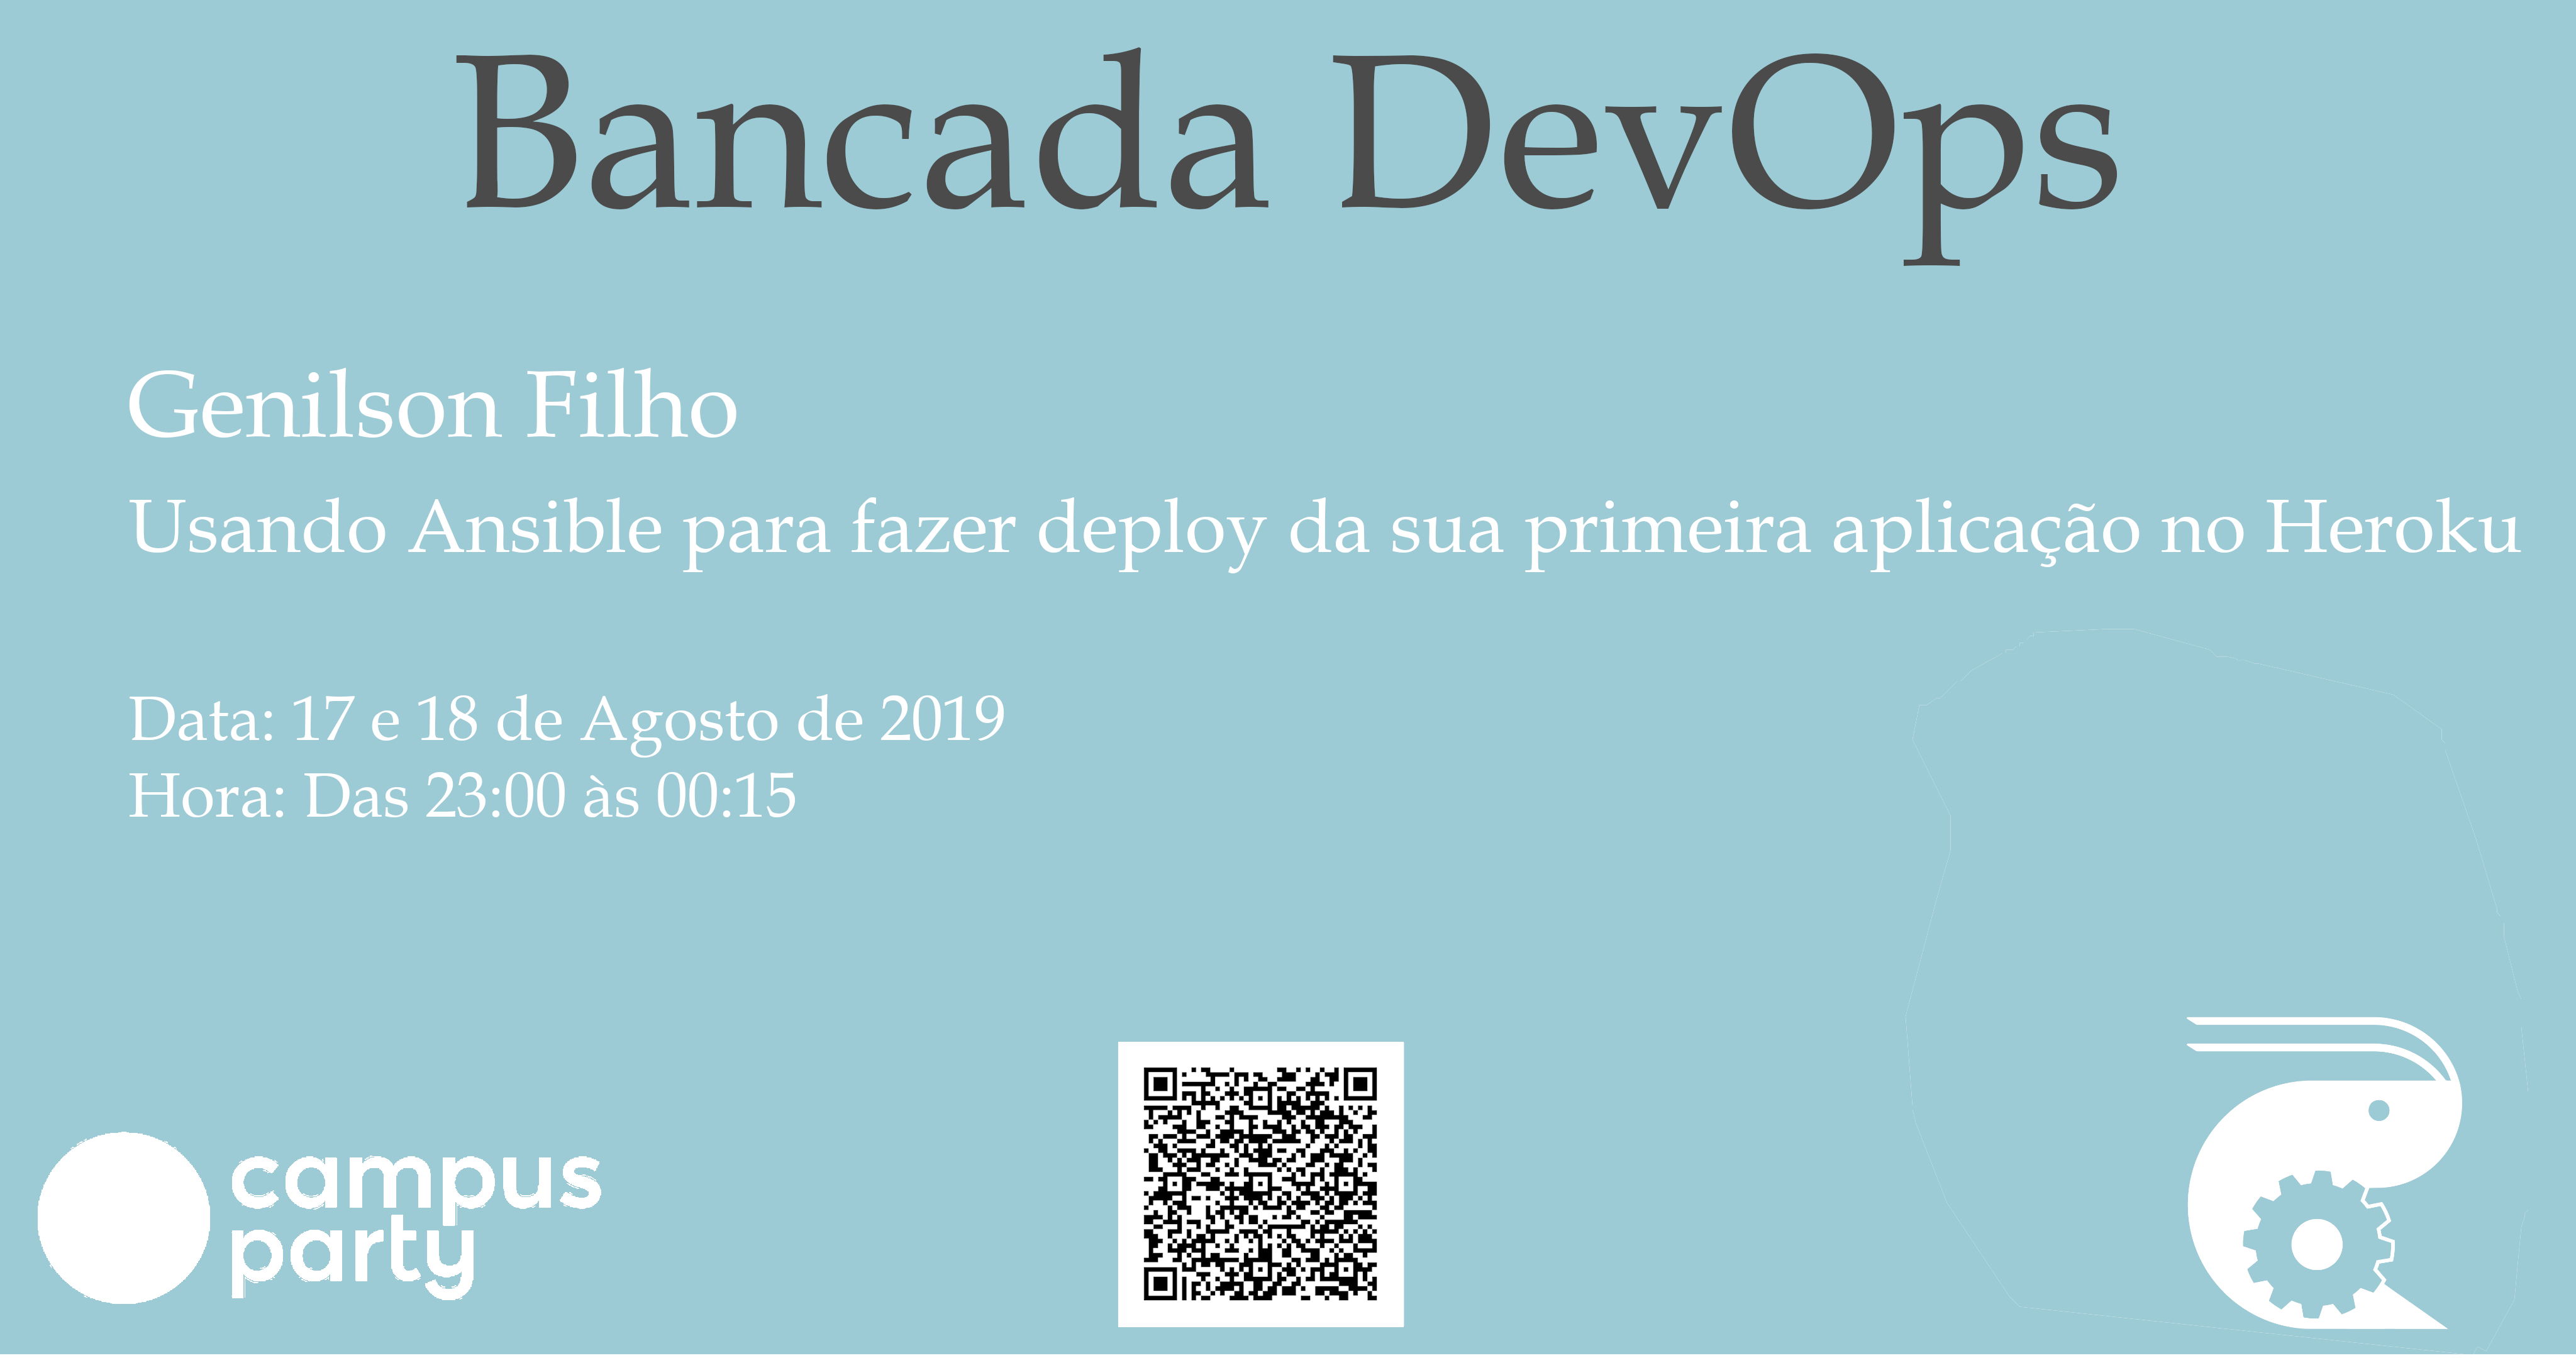 Bancada DevOps
Genilson Filho
Usando Ansible para fazer deploy da sua primeira aplicação no Heroku
Data: 17 e 18 de Agosto de 2019
Hora: Das 23:00 às 00:15
campus
party